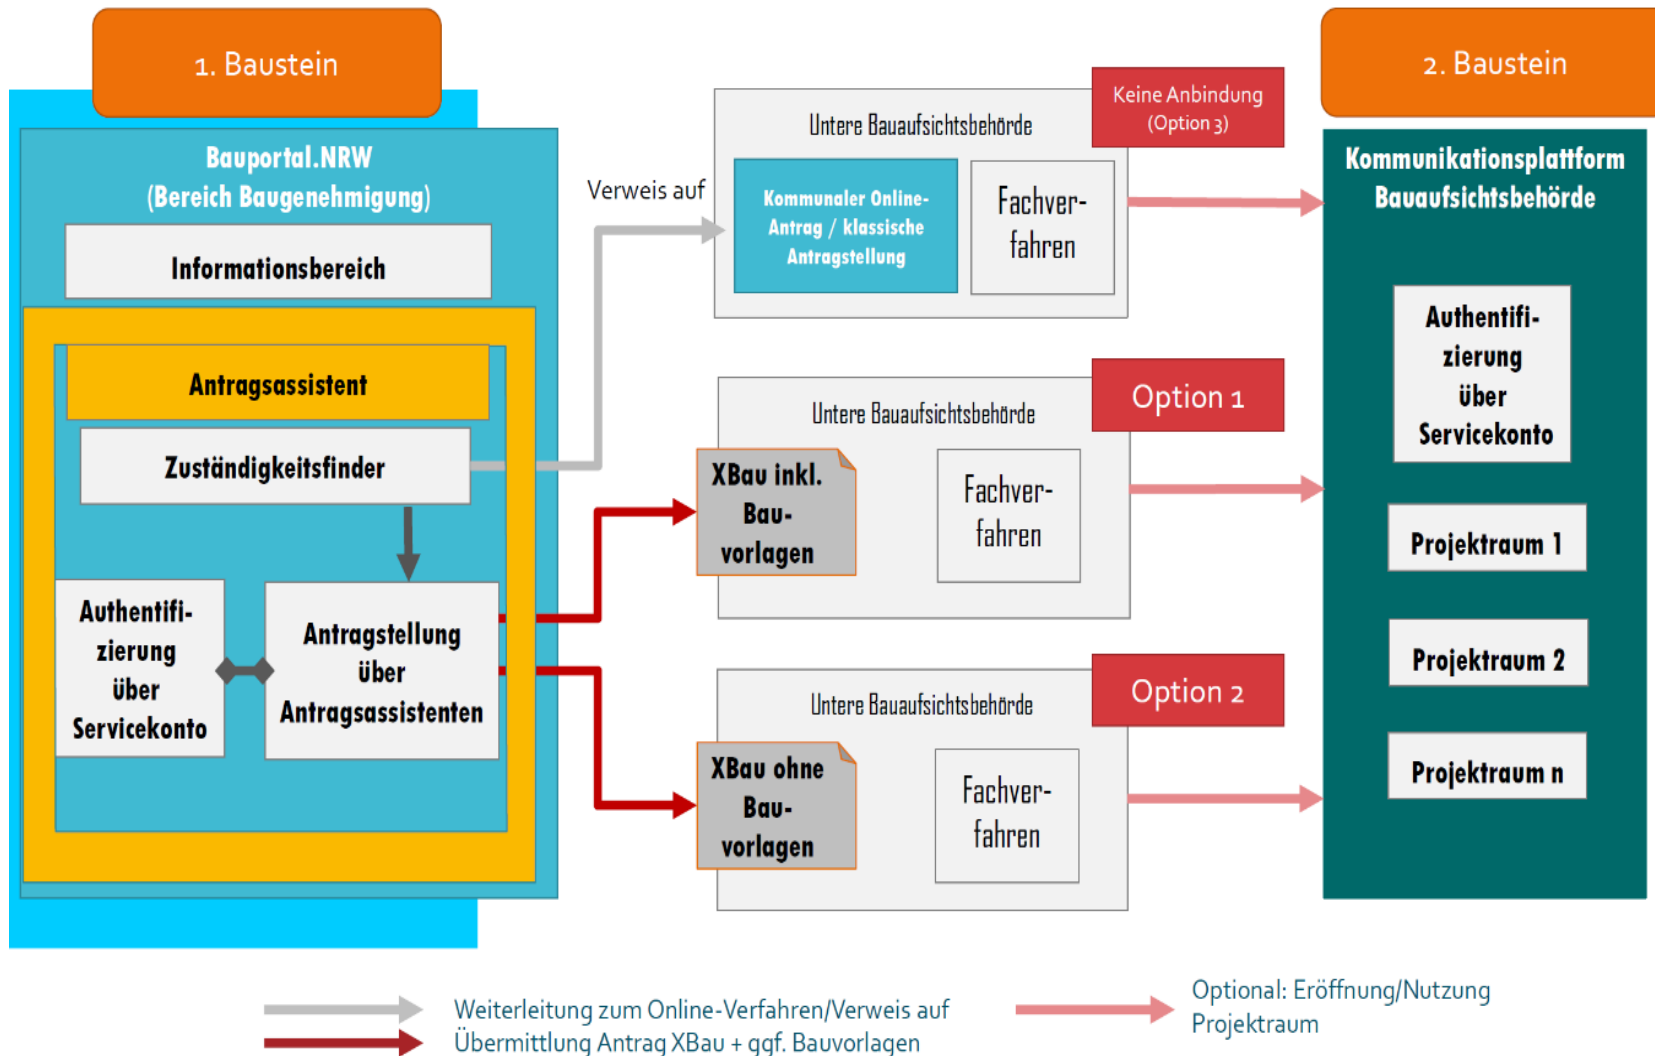 1. Baustein
Bauportal.NRW
(Bereich Baugenehmigung)
Informationsbereich
Antragsassistent
Zuständigkeitsfinder
Authentifi-
zierung
über
Servicekonto
Antragstellung
über
Antragsassistenten
Verweis auf
Untere Bauaufsichtsbehörde
Keine Anbindung
(Option 3)
Kommunaler Online-
Antrag / klassische
Antragstellung
Fachver-
fahren
Untere Bauaufsichtsbehörde
Option 1
XBau inkl.
Bau-
vorlagen
Fachver-
fahren
Untere Bauaufsichtsbehörde
Option 2
XBau ohne
Bau-
vorlagen
Fachver-
fahren
2. Baustein
Kommunikationsplattform
Bauaufsichtsbehörde
Authentifi-
zierung
über
Servicekonto
Projektraum 1
Projektraum 2
Projektraum n
Weiterleitung zum Online-Verfahren/Verweis auf
Übermittlung Antrag XBau + ggf. Bauvorlagen
Optional: Eröffnung/Nutzung
Projektraum